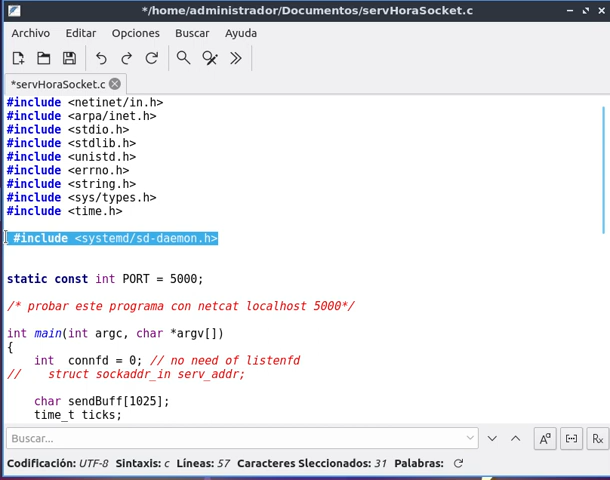 */home/administrador/Documentos/servHoraSocket.c
Archivo Editar Opciones Buscar Ayuda
*servHoraSocket.c
#include <netinet/in.h>
#include <arpa/inet.h>
#include <stdio.h>
#include <stdlib.h>
#include <unistd.h>
#include <errno.h>
#include <string.h>
#include <sys/types.h>
#include <time.h>
#include <systemd/sd-daemon.h>
static const int PORT = 5000;
/* probar este programa con netcat localhost 5000*/
int main(int argc, char *argv[])
{
    int  connfd = 0; // no need of listenfd
//    struct sockaddr_in serv_addr;
    char sendBuff[1025];
    time_t ticks;
Buscar...
Codificación: UTF-8 Sintaxis: c Líneas: 57 Caracteres Sleccionados: 31 Palabras: